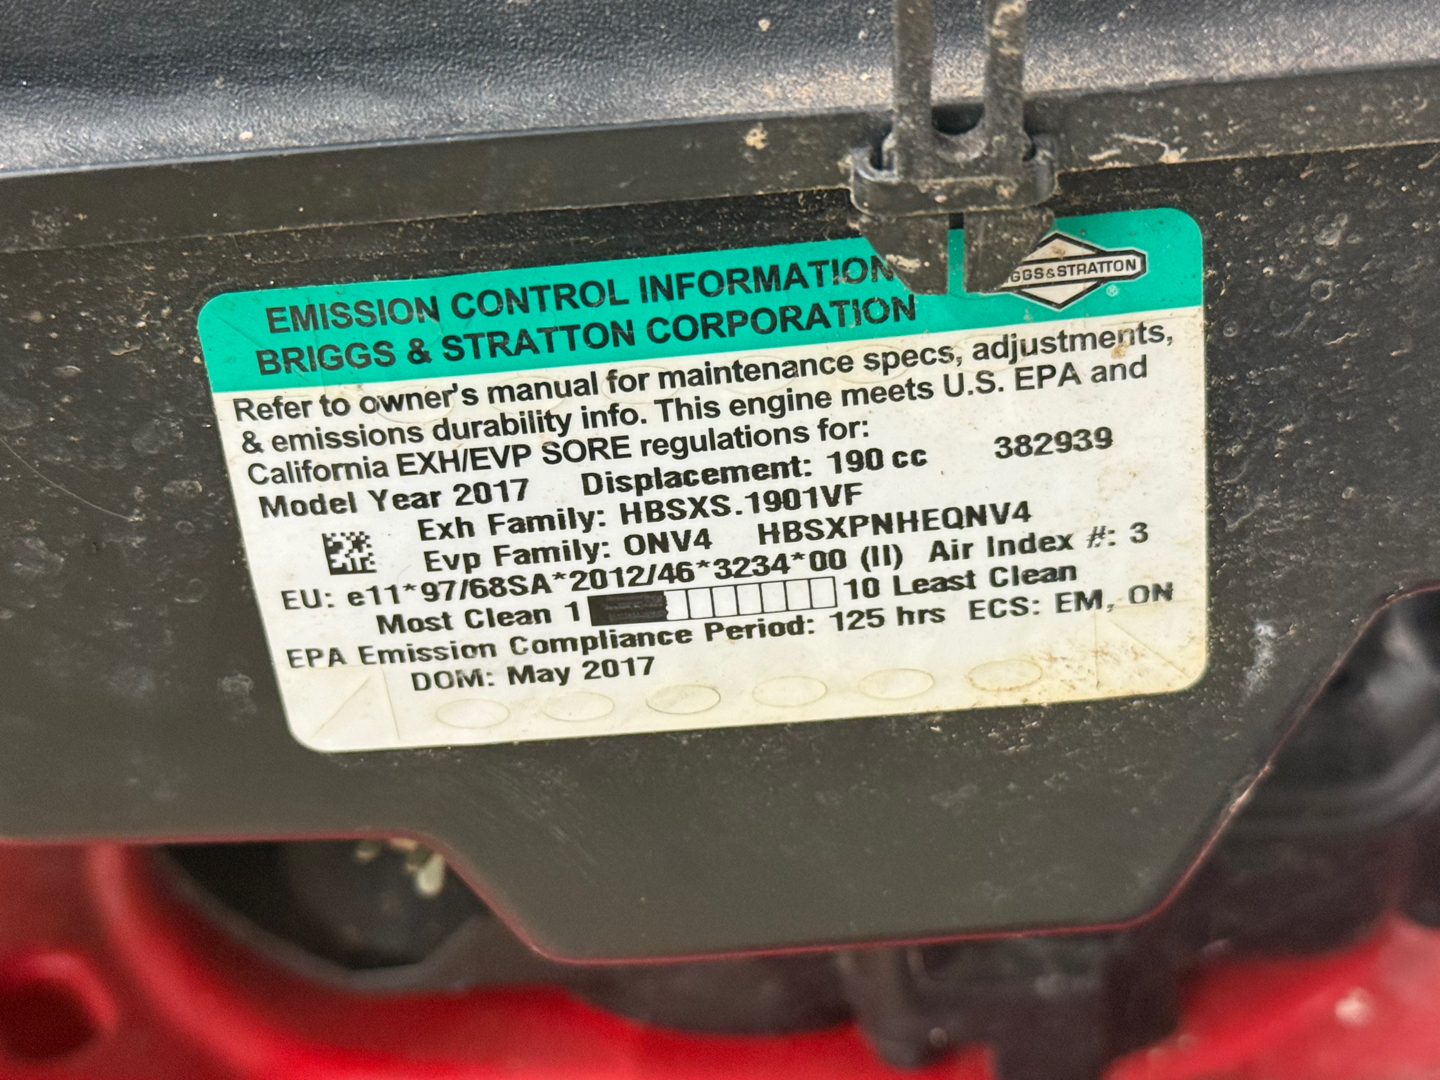 EMISSION CONTROL INFORMATION
BRIGGS & STRATTON CORPORATION
GGS&STRATTON
®
Refer to owner's manual for maintenance specs, adjustments,
& emissions durability info. This engine meets U.S. EPA and
California EXH/EVP SORE regulations for:
Model Year 2017 Displacement: 190 cc 382939
Exh Family: HBSXS.1901VF
Evp Family: ONV4 HBSXPNHEQNV4
EU: e11*97/68SA*2012/46*3234*00 (II) Air Index #: 3
Most Clean 1 10 Least Clean
EPA Emission Compliance Period: 125 hrs ECS: EM, ON
DOM: May 2017